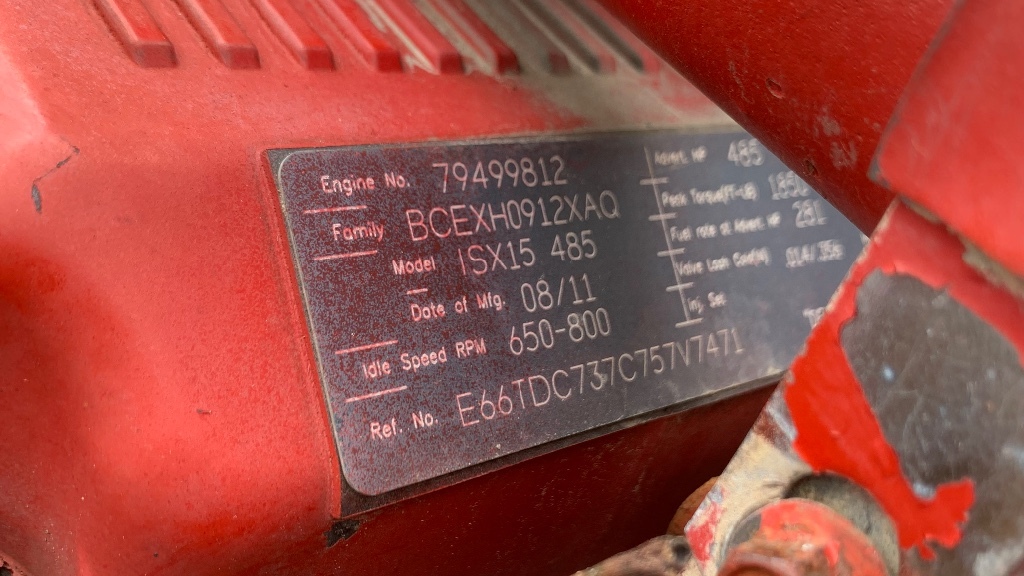 Engine No. 79499812
Family BCEXH0912XAQ
Model ISX15 485
Date of Mfg. 08/11
Idle Speed RPM 650-800
Ref. No. E66TDC737C757V7471
Advert. HP 485
Peak Torque(Ft-LB) 1850
Fuel rate at Advert. HP 281
Valve Lash Cold .014/.
Inj. Set